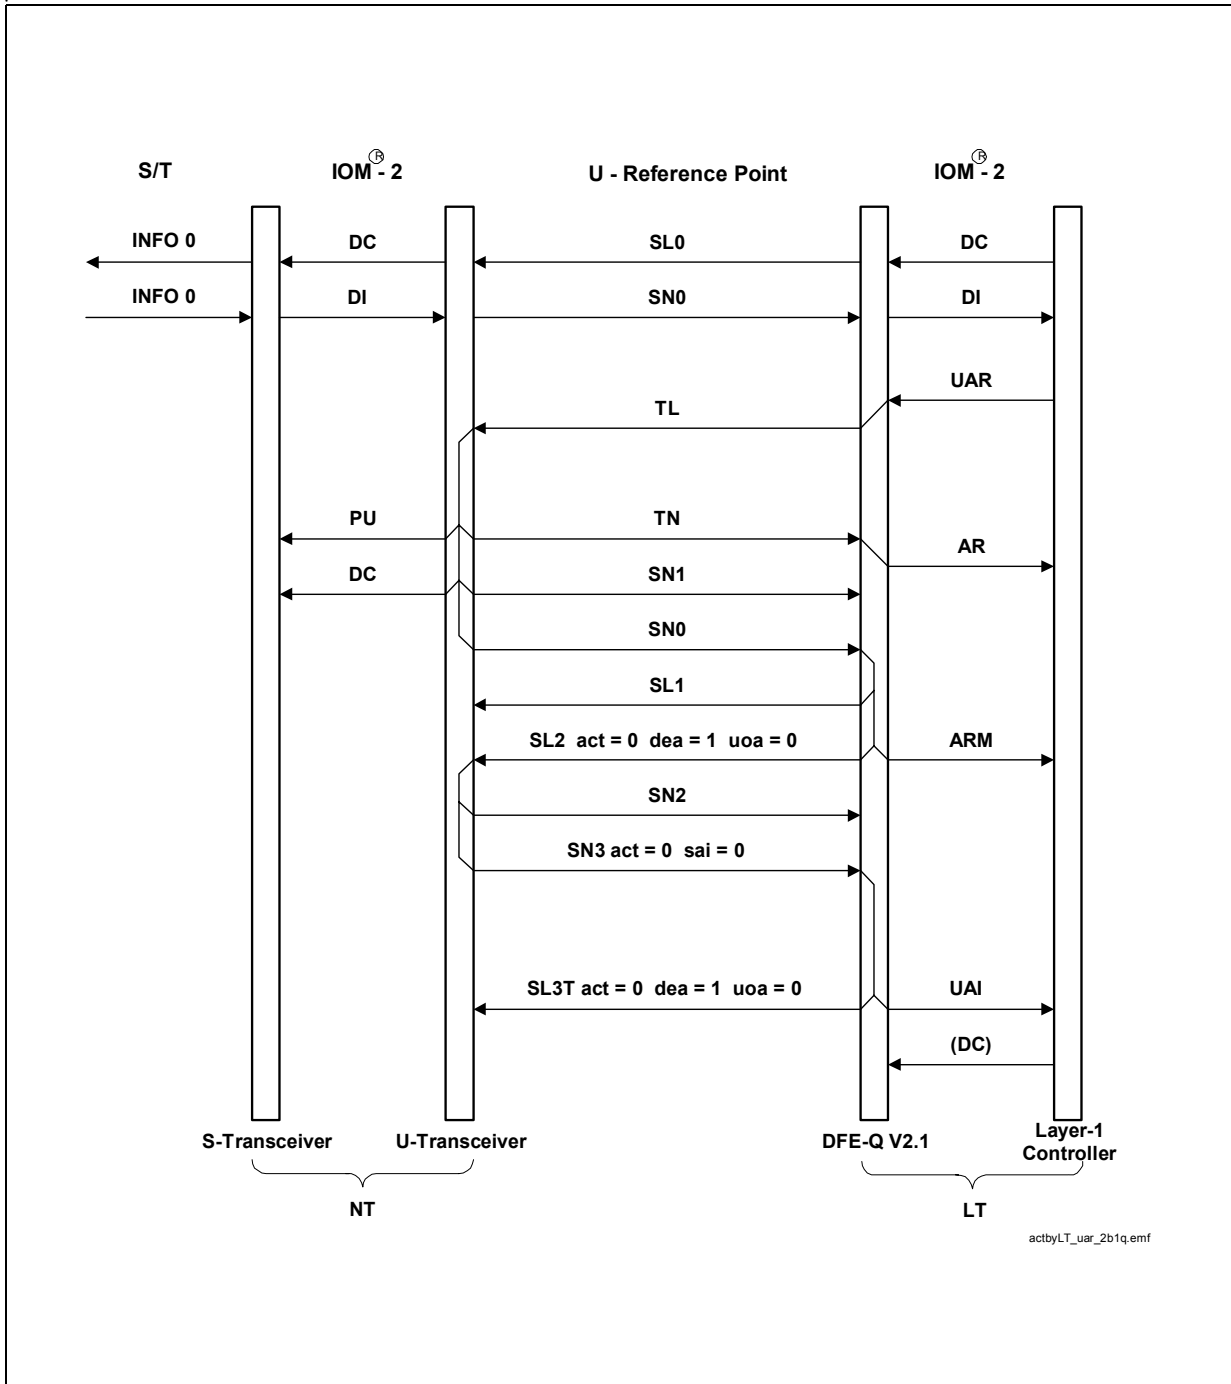 S/T IOM® - 2 U - Reference Point IOM® - 2
INFO 0 DC SL0 DC
INFO 0 DI SN0 DI
UAR
TL
PU TN
AR
DC SN1
SN0
SL1
SL2 act = 0 dea = 1 uoa = 0 ARM
SN2
SN3 act = 0 sai = 0
SL3T act = 0 dea = 1 uoa = 0 UAI
(DC)
S-Transceiver U-Transceiver DFE-Q V2.1 Layer-1
Controller
NT LT
actbyLT_uar_2b1q.emf